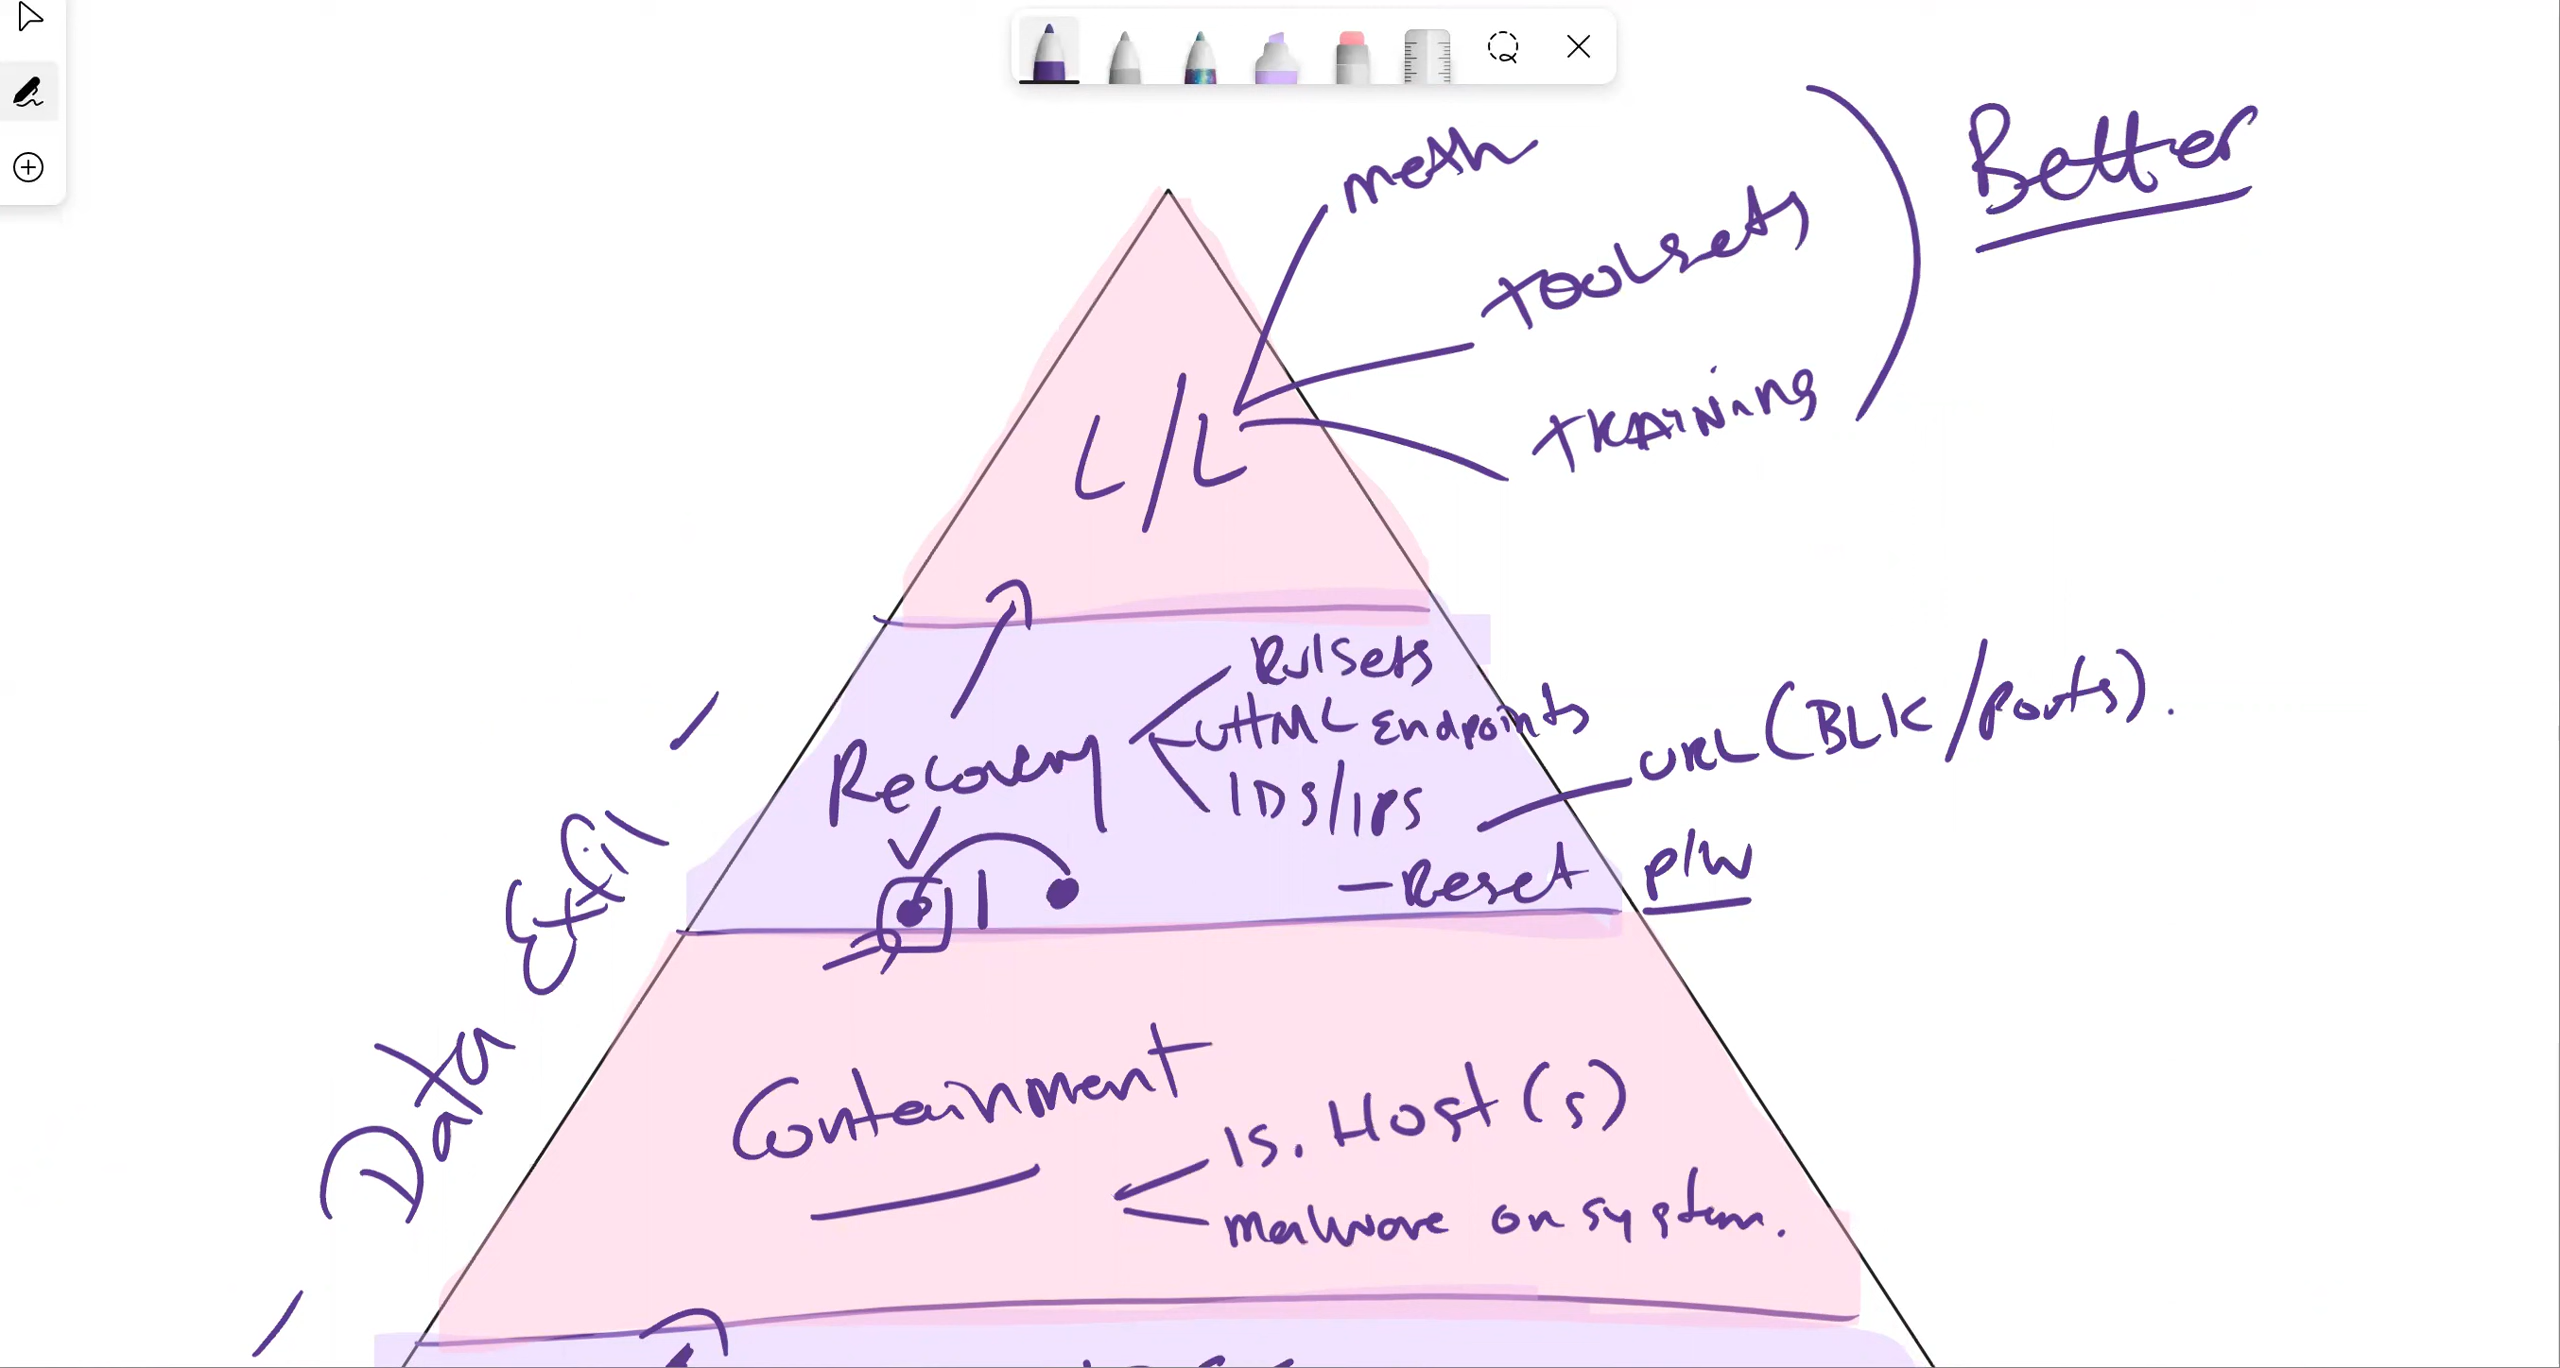 meth
Better
Toolsets
TRAINING
L/L
RulSets
HTML Endpoints
Recovery
IDS/IPS
URL (BLK/ports).
- Reset P/W
Data Exfil
Containment
Is. Host(s)
malware on system.